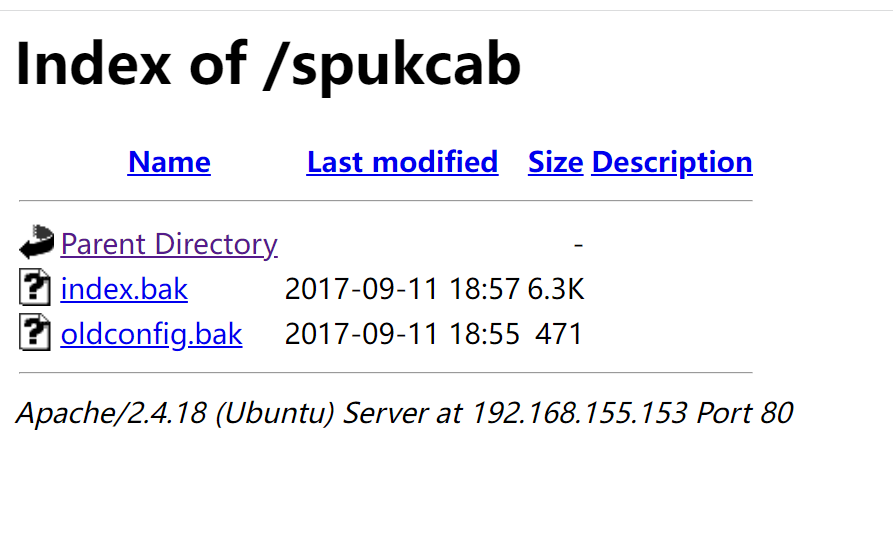 Index of /spukcab
Name Last modified Size Description
Parent Directory -
index.bak 2017-09-11 18:57 6.3K
oldconfig.bak 2017-09-11 18:55 471
Apache/2.4.18 (Ubuntu) Server at 192.168.155.153 Port 80